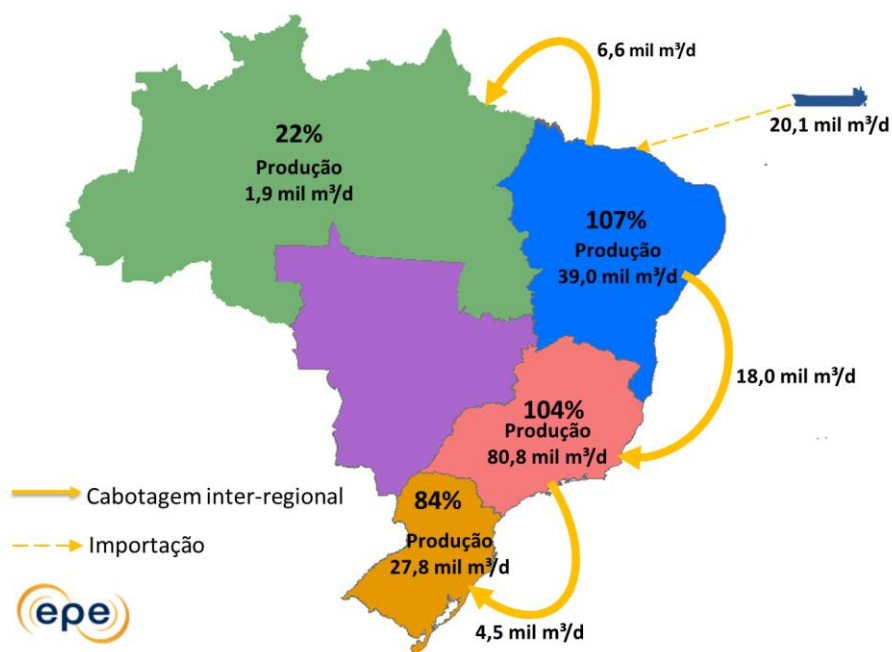 6,6 mil m³/d
20,1 mil m³/d
22%
Produção
1,9 mil m³/d
107%
Produção
39,0 mil m³/d
18,0 mil m³/d
104%
Produção
80,8 mil m³/d
Cabotagem inter-regional
84%
Importação
Produção
27,8 mil m³/d
epe
4,5 mil m³/d